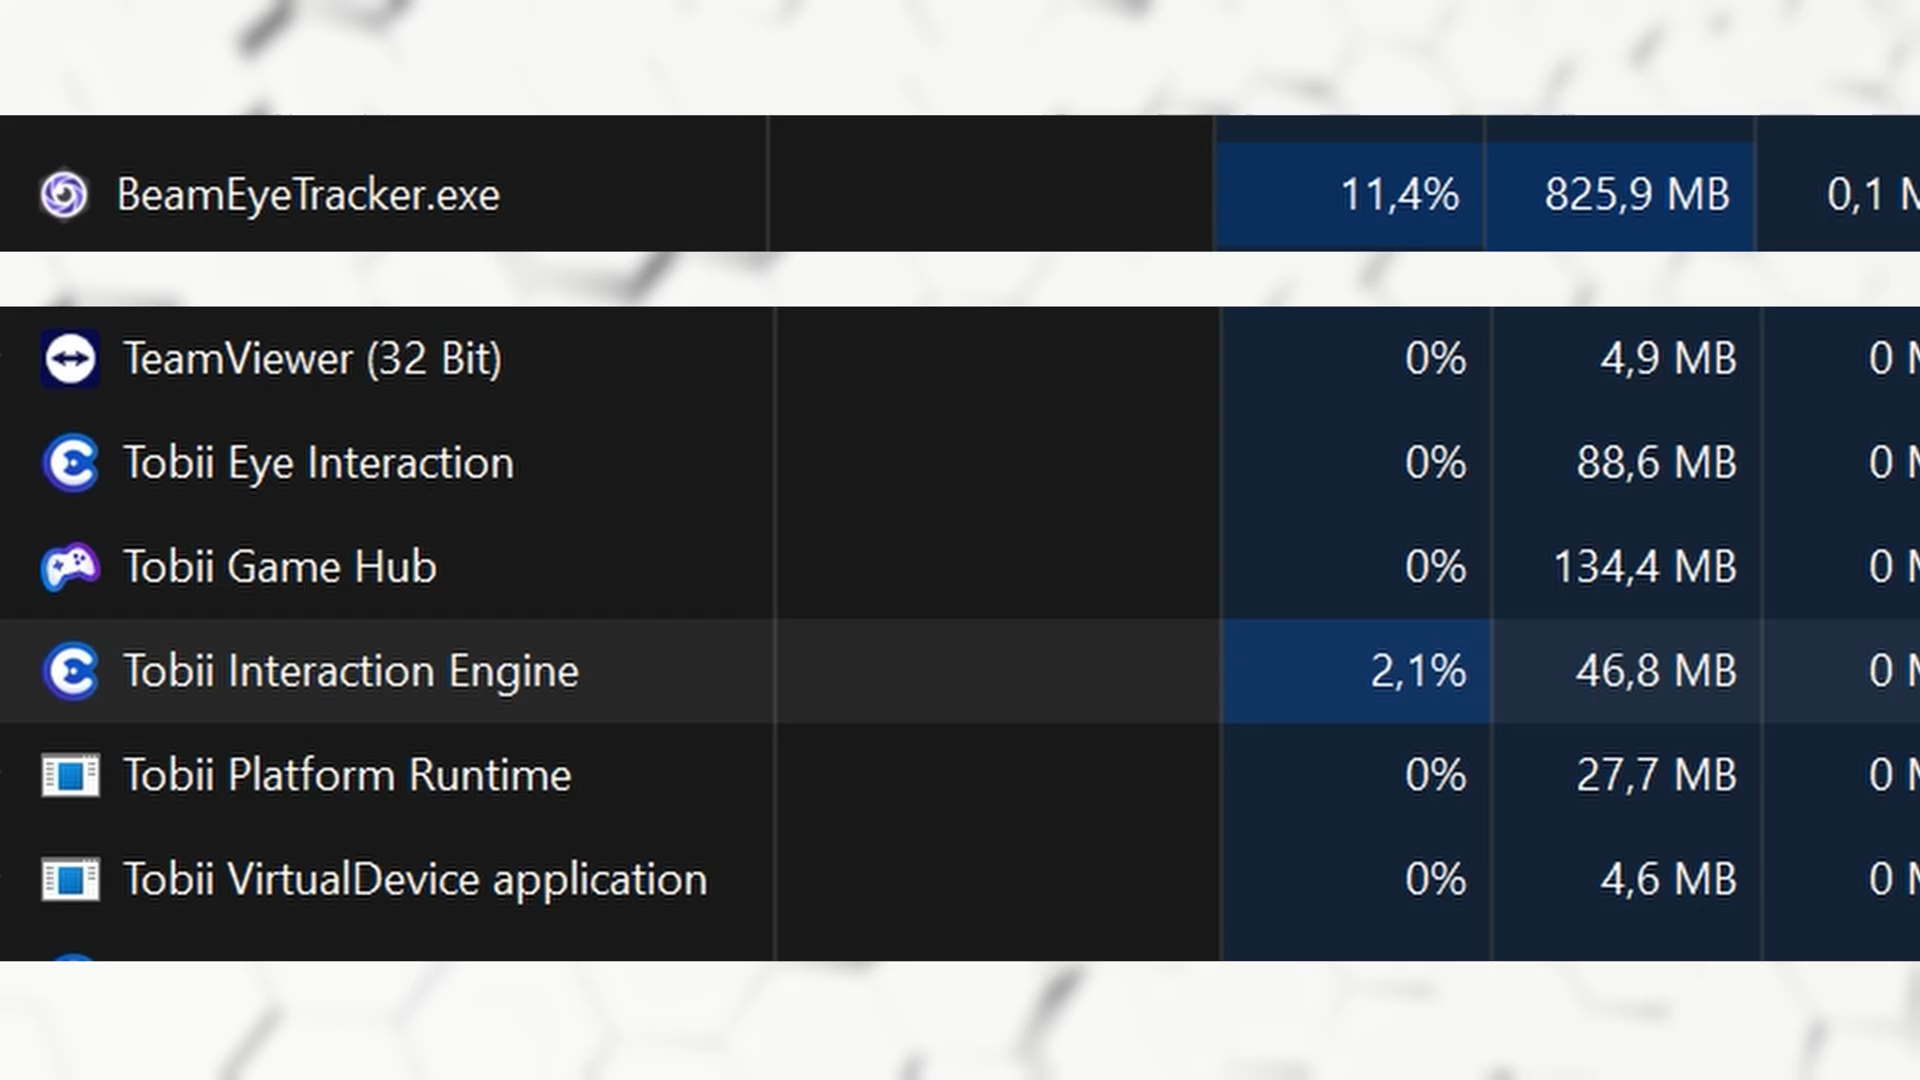 BeamEyeTracker.exe 11,4% 825,9 MB 0,1
TeamViewer (32 Bit) 0% 4,9 MB 0
Tobii Eye Interaction 0% 88,6 MB 0
Tobii Game Hub 0% 134,4 MB 0
Tobii Interaction Engine 2,1% 46,8 MB 0
Tobii Platform Runtime 0% 27,7 MB 0
Tobii VirtualDevice application 0% 4,6 MB 0